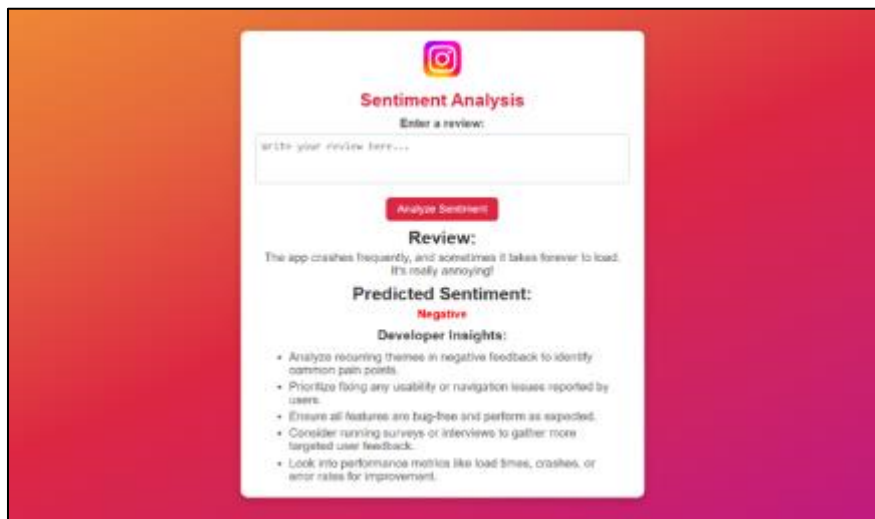 Sentiment Analysis
Enter a review:
Write your review here...
Analyze Sentiment
Review:
The app crashes frequently, and sometimes it takes forever to load.
It's really annoying!
Predicted Sentiment:
Negative
Developer Insights:
• Analyze recurring themes in negative feedback to identify
common pain points.
• Prioritize fixing any usability or navigation issues reported by
users.
• Ensure all features are bug-free and perform as expected.
• Consider running surveys or interviews to gather more
targeted user feedback.
• Look into performance metrics like load times, crashes, or
error rates for improvement.